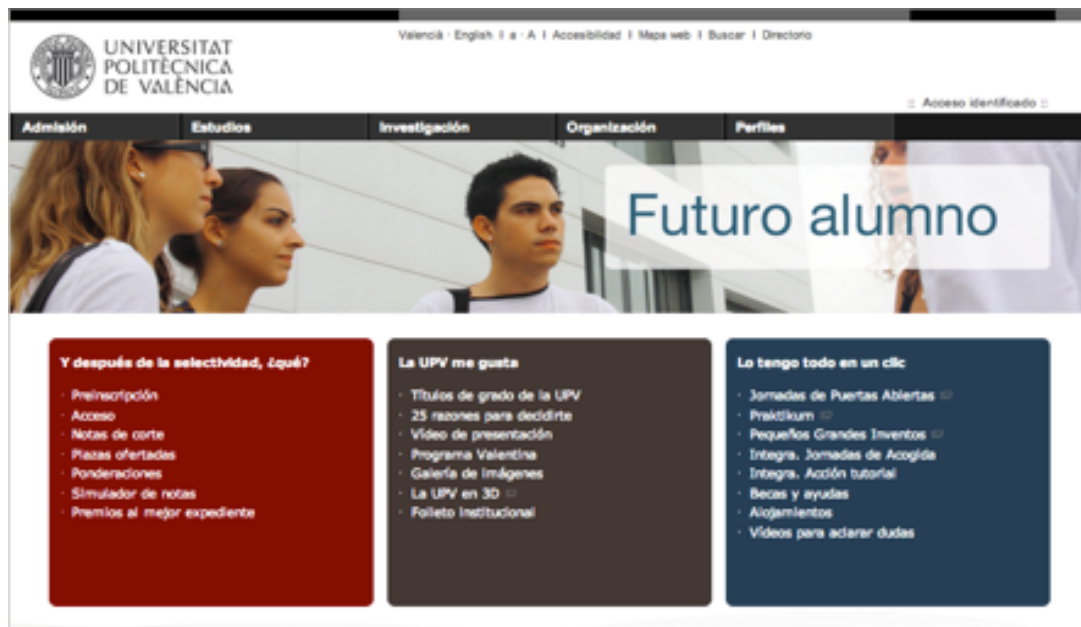 UNIVERSITAT
POLITÈCNICA
DE VALÈNCIA
Valencià · English | a · A | Accesibilidad | Mapa web | Buscar | Directorio
:: Acceso identificado ::
Admisión Estudios Investigación Organización Perfiles
Futuro alumno
Y después de la selectividad, ¿qué?
· Preinscripción
· Acceso
· Notas de corte
· Plazas ofertadas
· Ponderaciones
· Simulador de notas
· Premios al mejor expediente
La UPV me gusta
· Títulos de grado de la UPV
· 25 razones para decidirte
· Vídeo de presentación
· Programa Valentina
· Galería de imágenes
· La UPV en 3D
· Folleto institucional
Lo tengo todo en un clic
· Jornadas de Puertas Abiertas
· Praktikum
· Pequeños Grandes Inventos
· Integra. Jornadas de Acogida
· Integra. Acción tutorial
· Becas y ayudas
· Alojamientos
· Vídeos para aclarar dudas